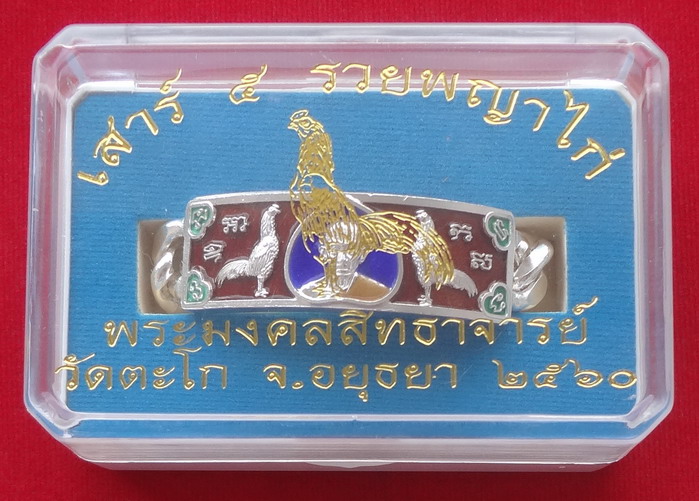 เสาร์ ๕ รวยพญาไก่
พระมงคลสิทธาจารย์
วัดตะโก จ.อยุธยา ๒๕๖๐